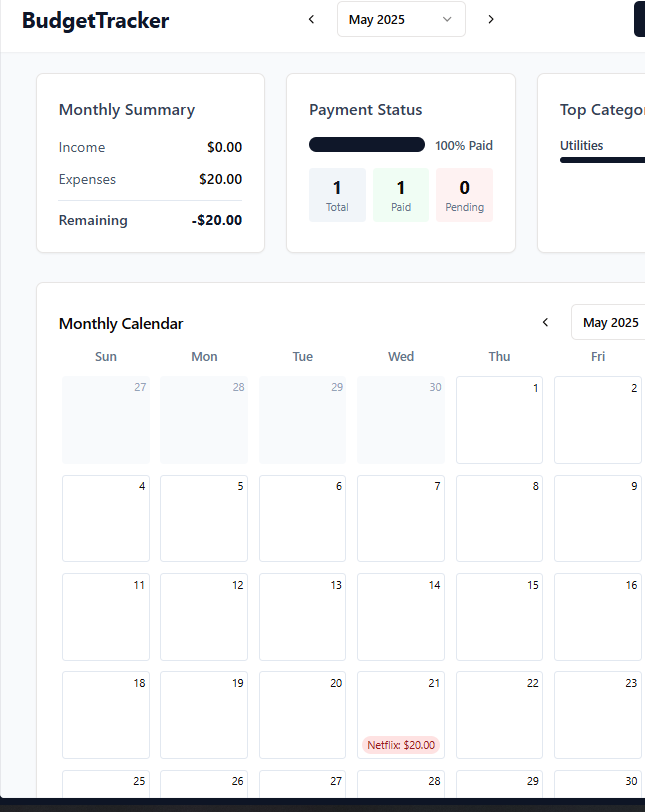 BudgetTracker
May 2025
Monthly Summary
Income $0.00
Expenses $20.00
Remaining -$20.00
Payment Status
100% Paid
1 1 0
Total Paid Pending
Top Catego
Utilities
Monthly Calendar
May 2025
Sun Mon Tue Wed Thu Fri
27 28 29 30 1 2
4 5 6 7 8 9
11 12 13 14 15 16
18 19 20 21 22 23
Netflix: $20.00
25 26 27 28 29 30